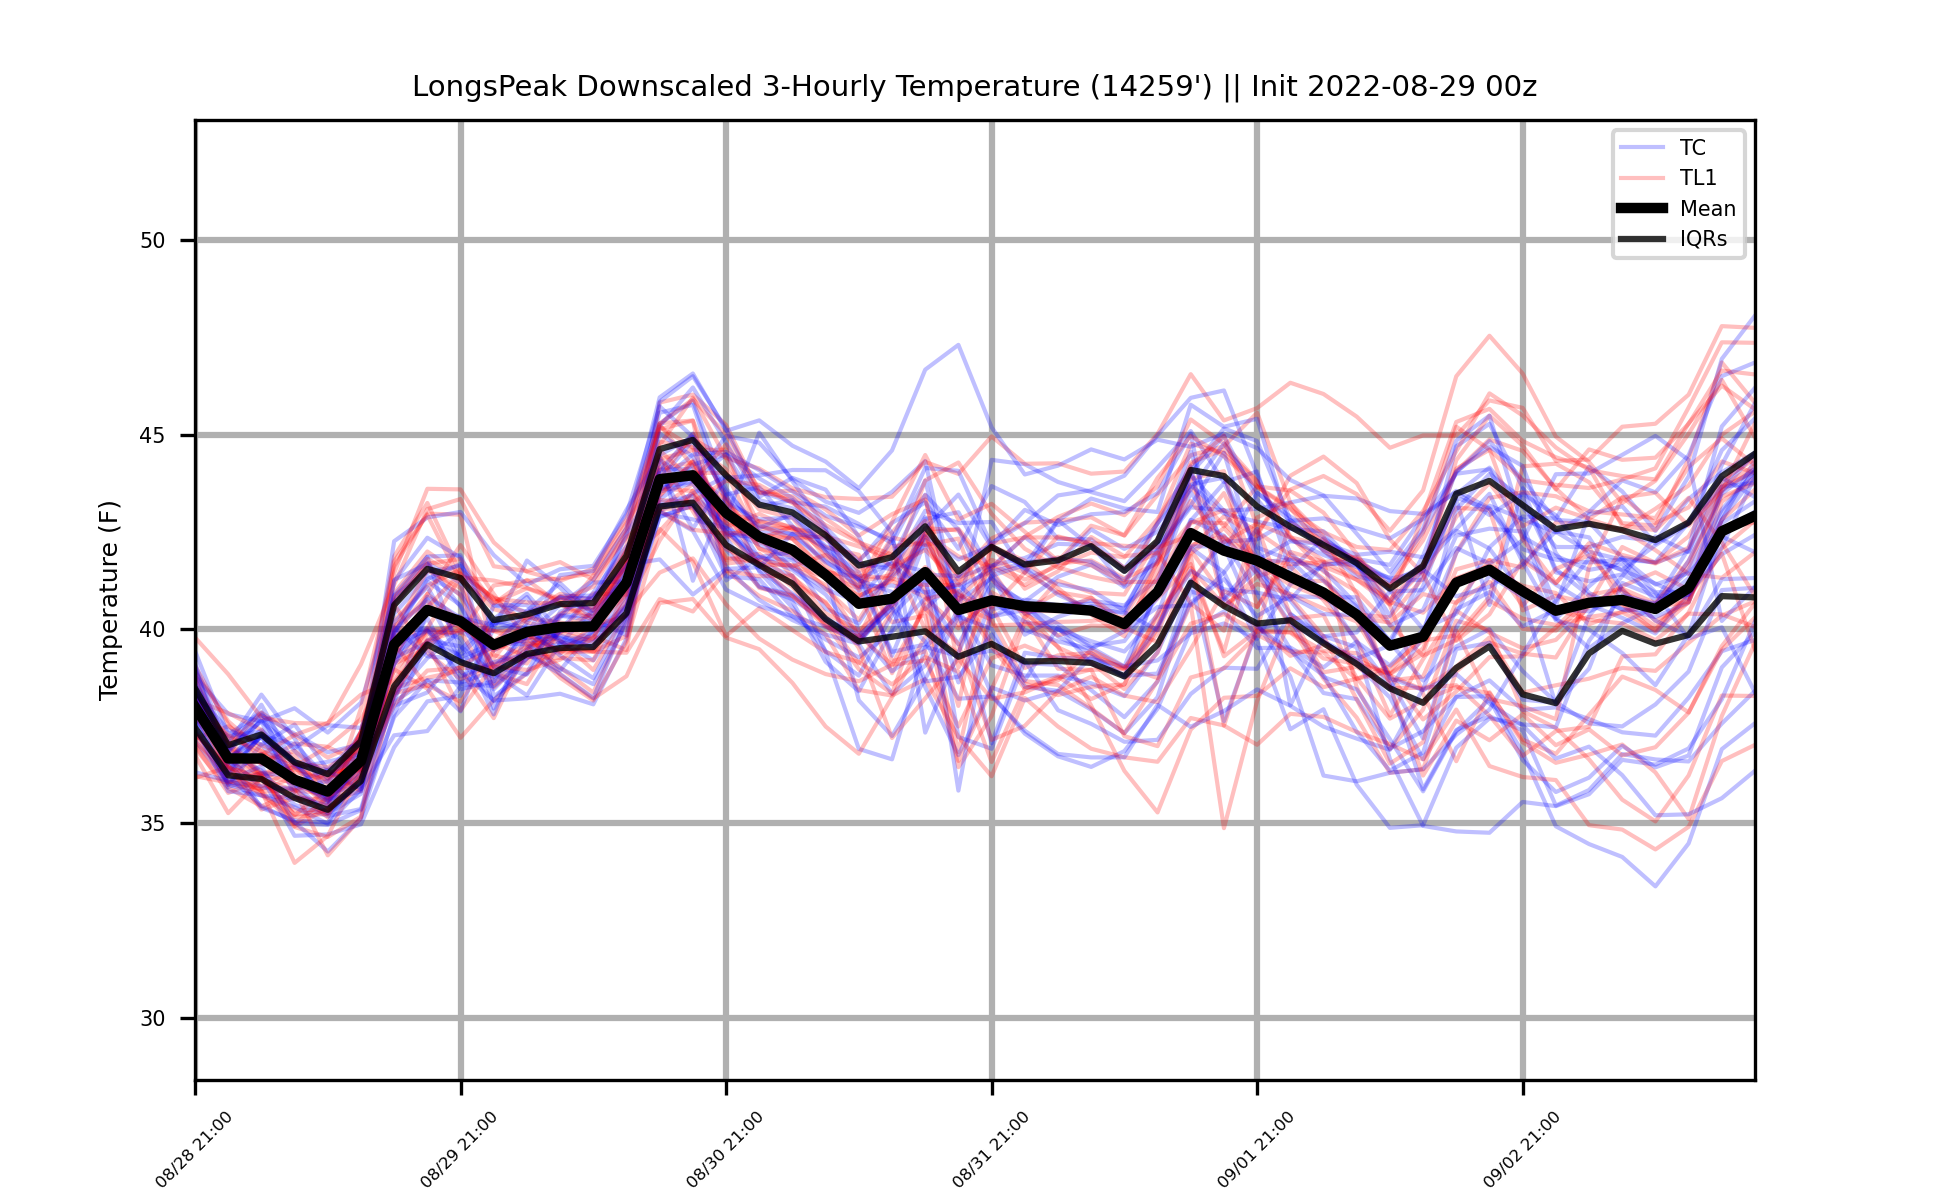 LongsPeak Downscaled 3-Hourly Temperature (14259') || Init 2022-08-29 00z
TC
TL1
Mean
IQRs
Temperature (F)
50
45
40
35
30
08/28 21:00
08/29 21:00
08/30 21:00
08/31 21:00
09/01 21:00
09/02 21:00